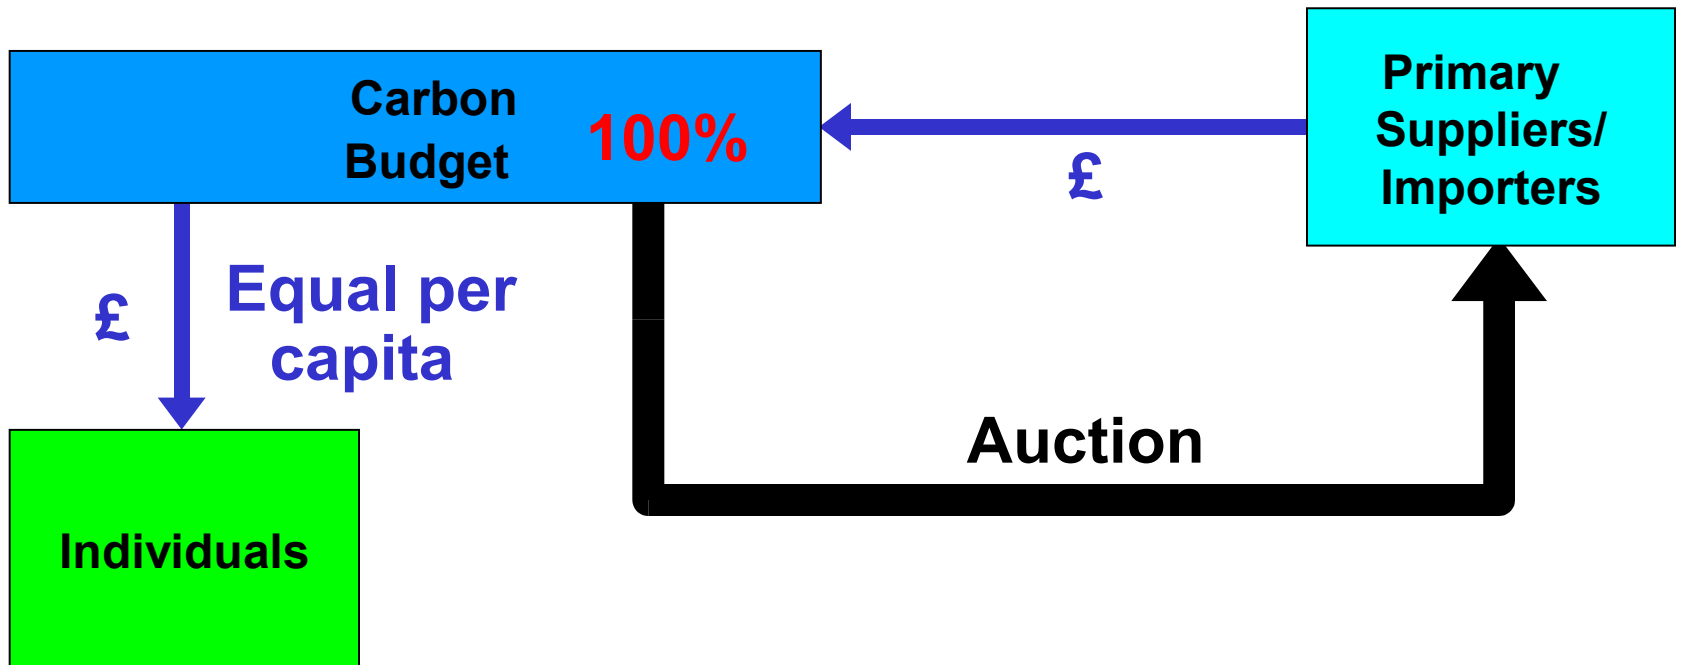 Carbon
Budget
100%
Primary
Suppliers/
Importers
£
£
Equal per
capita
Auction
Individuals